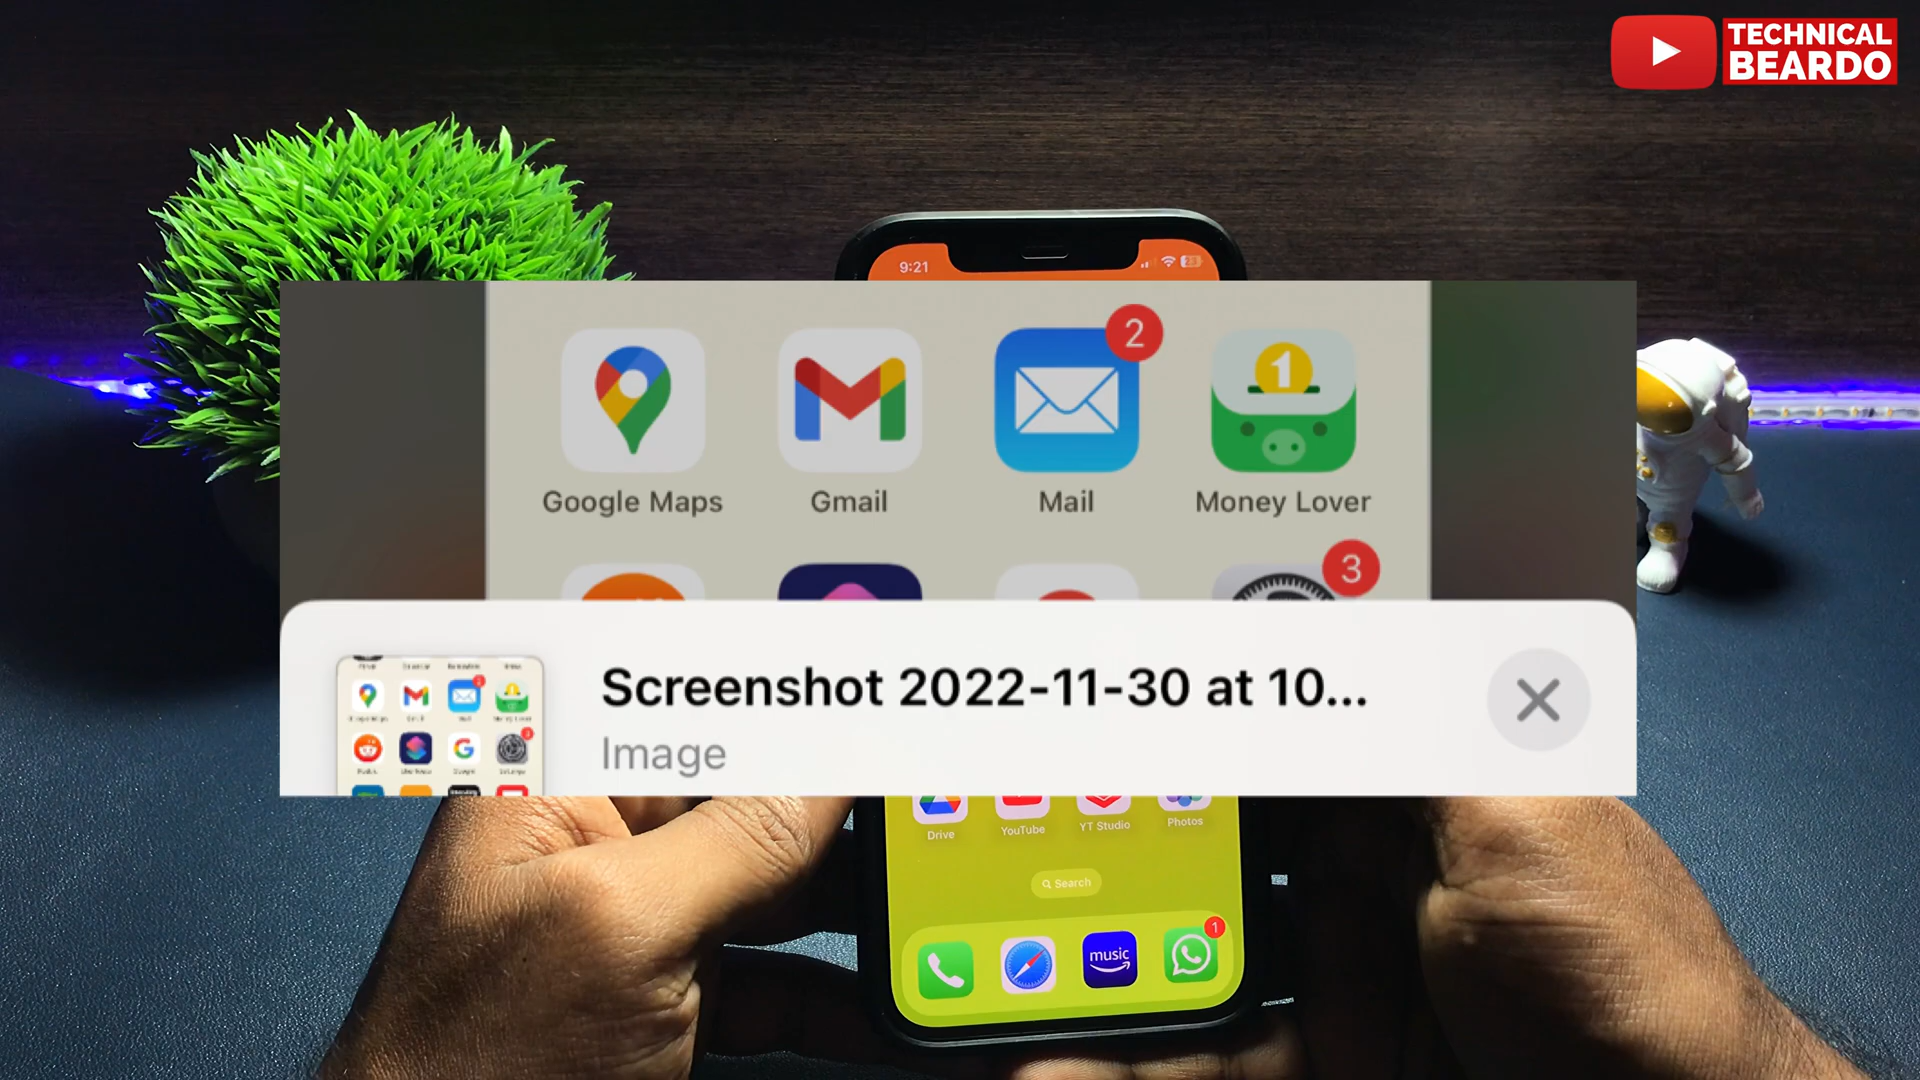 TECHNICAL
BEARDO
9:21
23
2
1
Google Maps
Gmail
Mail
Money Lover
3
Screenshot 2022-11-30 at 10...
Image
Drive
YouTube
YT Studio
Photos
Search
music
1